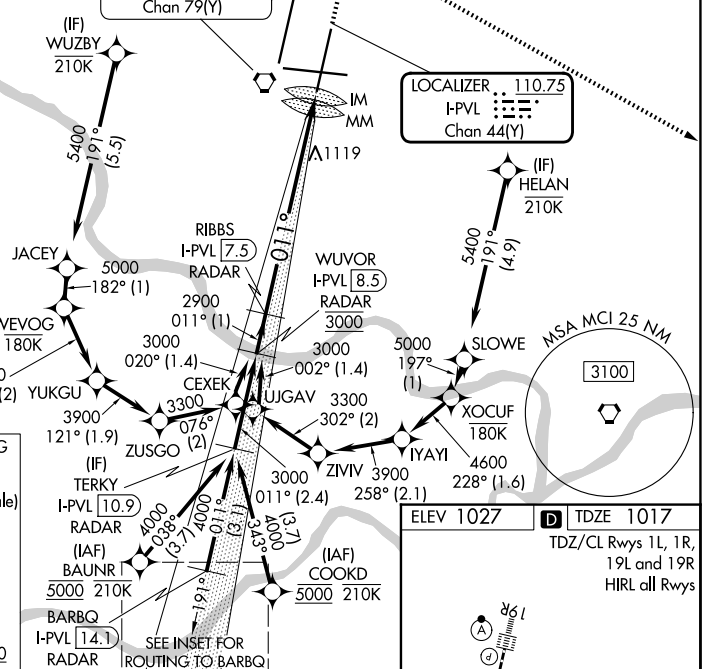 Chan 79(Y)
(IF)
WUZBY
210K
LOCALIZER 110.75
I-PVL
Chan 44(Y)
IM
MM
1119
(IF)
HELAN
210K
5400
191°
(5.5)
5400
191°
(4.9)
011°
RIBBS
I-PVL 7.5
RADAR
WUVOR
I-PVL 8.5
RADAR
3000
JACEY
5000
182° (1)
2900
011° (1)
VEVOG
180K
3000
020° (1.4)
3000
002° (1.4)
5000
197°
(1)
SLOWE
MSA MCI 25 NM
3100
YUKGU
CEXEK
UJGAV
3300
302° (2)
XOCUF
180K
3900
121° (1.9)
3300
076°
(2)
ZUSGO
ZIVIV
IYAYI
4600
228° (1.6)
3900
258° (2.1)
3000
011° (2.4)
(IF)
TERKY
I-PVL 10.9
RADAR
4000
038°
(3.7)
4000
011°
(3.1)
(3.7)
4000
343°
(IAF)
BAUNR
5000 210K
(IAF)
COOKD
5000 210K
191°
BARBQ
I-PVL 14.1
RADAR
SEE INSET FOR
ROUTING TO BARBQ
ELEV 1027
D
TDZE 1017
TDZ/CL Rwys 1L, 1R,
19L and 19R
HIRL all Rwys
19R
A
P